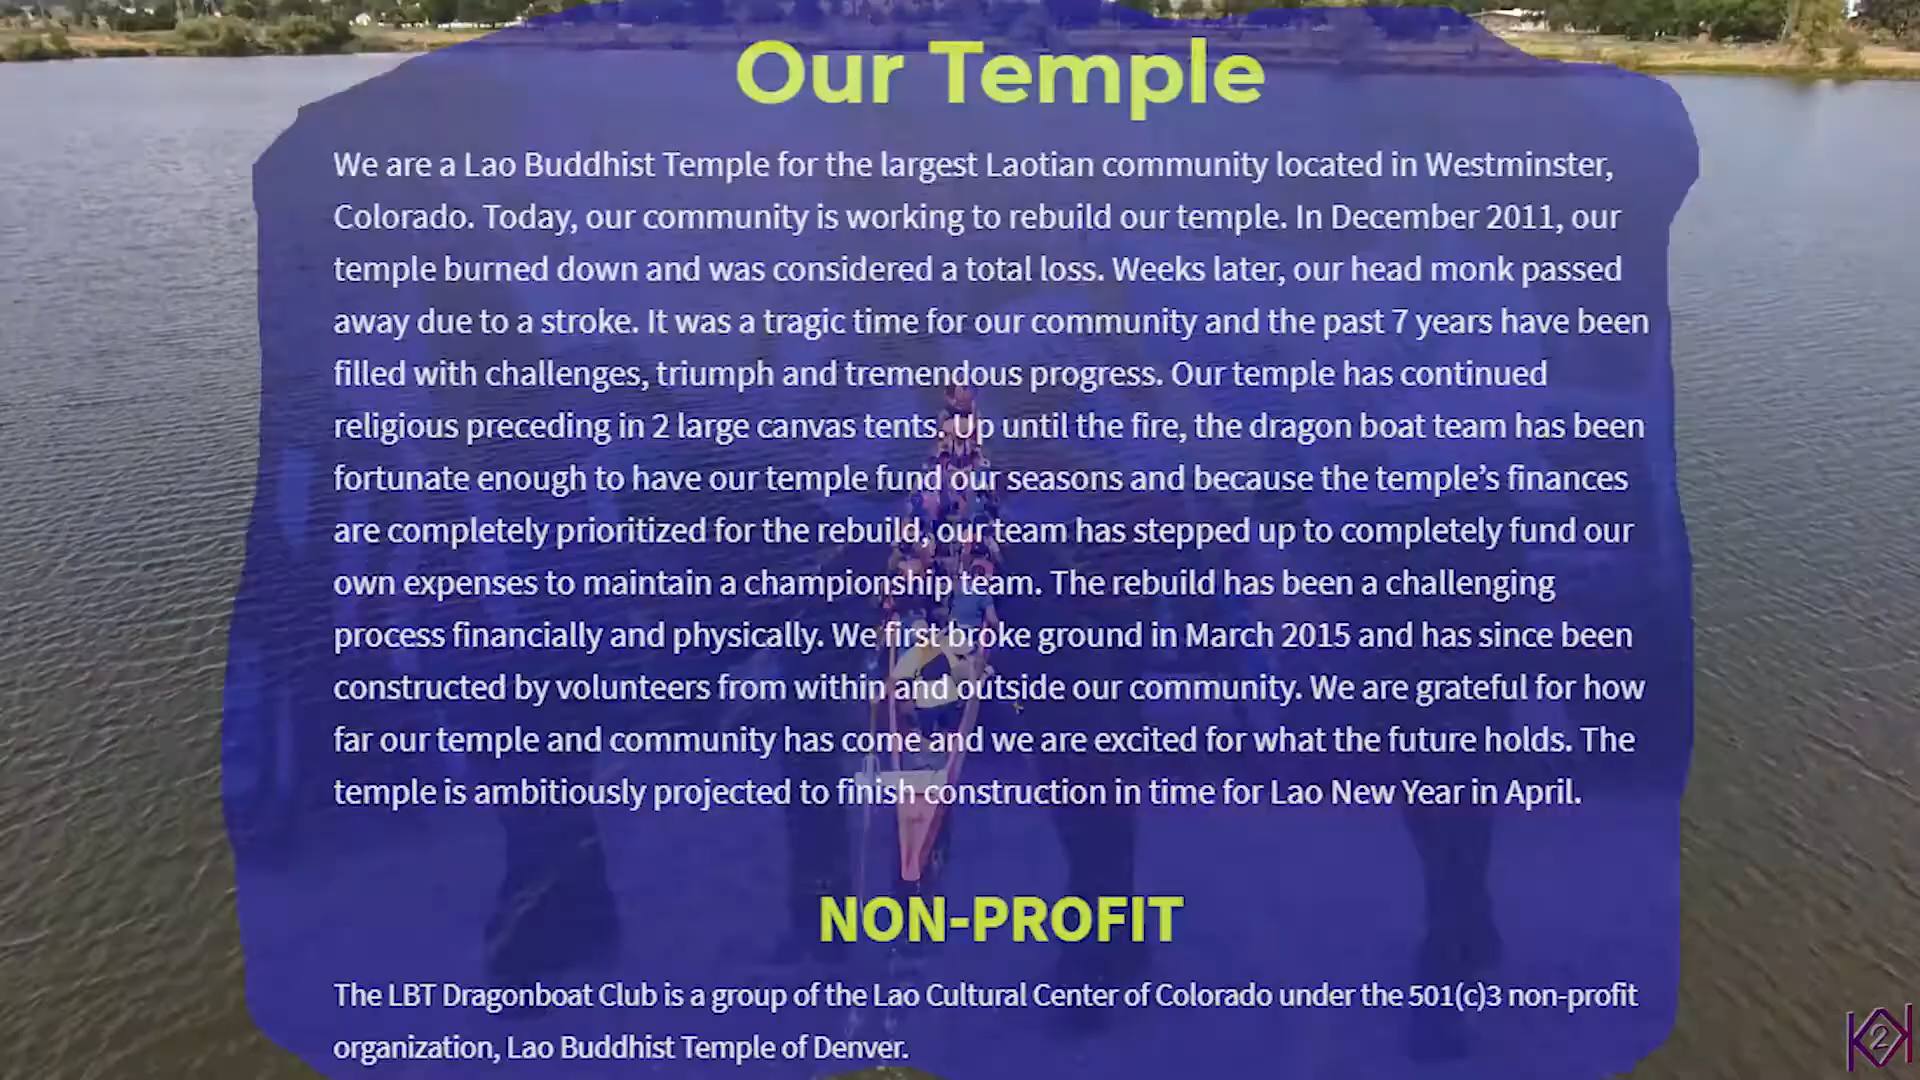 Our Temple
We are a Lao Buddhist Temple for the largest Laotian community located in Westminster,
Colorado. Today, our community is working to rebuild our temple. In December 2011, our
temple burned down and was considered a total loss. Weeks later, our head monk passed
away due to a stroke. It was a tragic time for our community and the past 7 years have been
filled with challenges, triumph and tremendous progress. Our temple has continued
religious preceding in 2 large canvas tents. Up until the fire, the dragon boat team has been
fortunate enough to have our temple fund our seasons and because the temple’s finances
are completely prioritized for the rebuild, our team has stepped up to completely fund our
own expenses to maintain a championship team. The rebuild has been a challenging
process financially and physically. We first broke ground in March 2015 and has since been
constructed by volunteers from within and outside our community. We are grateful for how
far our temple and community has come and we are excited for what the future holds. The
temple is ambitiously projected to finish construction in time for Lao New Year in April.
NON-PROFIT
The LBT Dragonboat Club is a group of the Lao Cultural Center of Colorado under the 501(c)3 non-profit
organization, Lao Buddhist Temple of Denver.
K2K